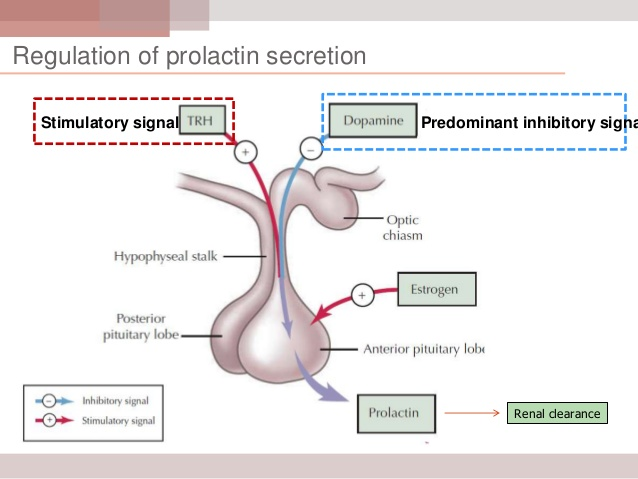 Regulation of prolactin secretion
Stimulatory signal
TRH
Dopamine
Predominant inhibitory signa
+
−
Optic
chiasm
Hypophyseal stalk
Estrogen
+
Posterior
pituitary lobe
Anterior pituitary lobe
− Inhibitory signal
+ Stimulatory signal
Prolactin
Renal clearance